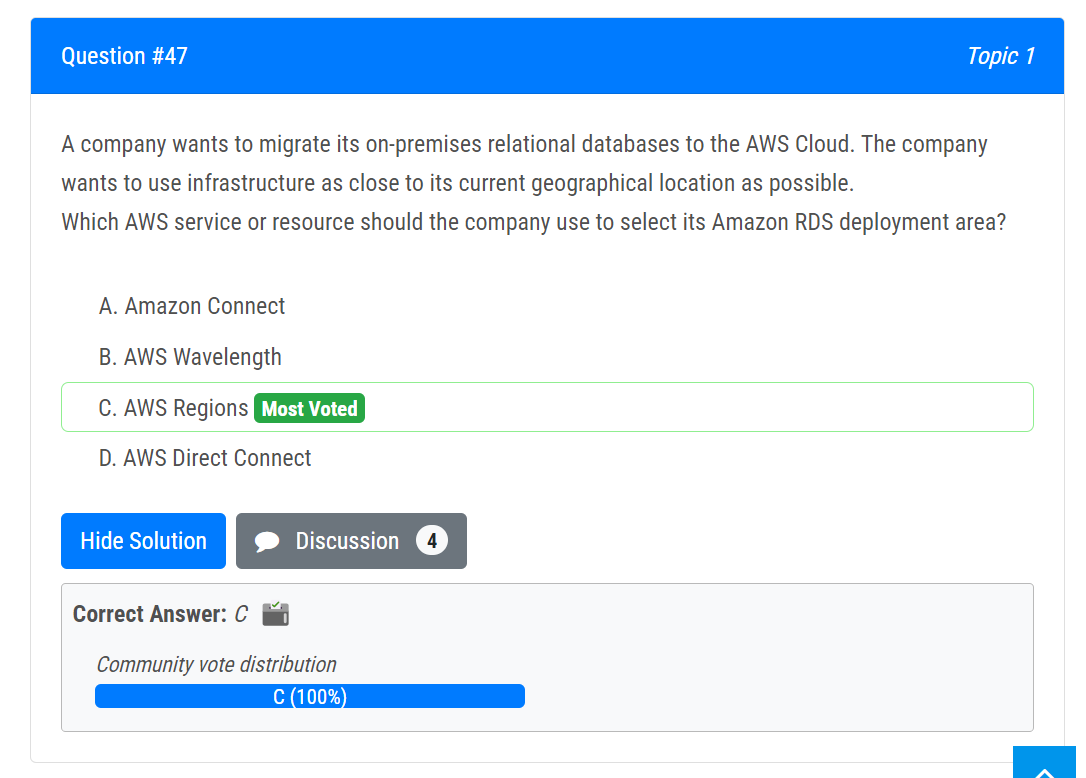 Question #47
Topic 1
A company wants to migrate its on-premises relational databases to the AWS Cloud. The company
wants to use infrastructure as close to its current geographical location as possible.
Which AWS service or resource should the company use to select its Amazon RDS deployment area?
A. Amazon Connect
B. AWS Wavelength
C. AWS Regions Most Voted
D. AWS Direct Connect
Hide Solution
Discussion 4
Correct Answer: C
Community vote distribution
C (100%)